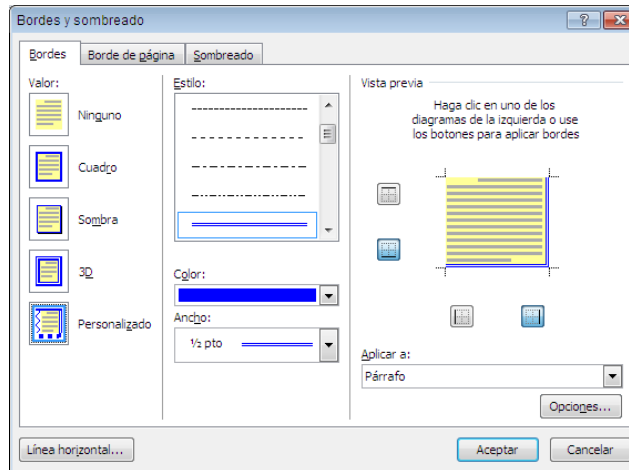 Bordes y sombreado
Bordes
Borde de página
Sombreado
Valor:
Ninguno
Cuadro
Sombra
3D
Personalizado
Estilo:
Color:
Ancho:
½ pto
Vista previa
Haga clic en uno de los
diagramas de la izquierda o use
los botones para aplicar bordes
Aplicar a:
Párrafo
Opciones...
Línea horizontal...
Aceptar
Cancelar